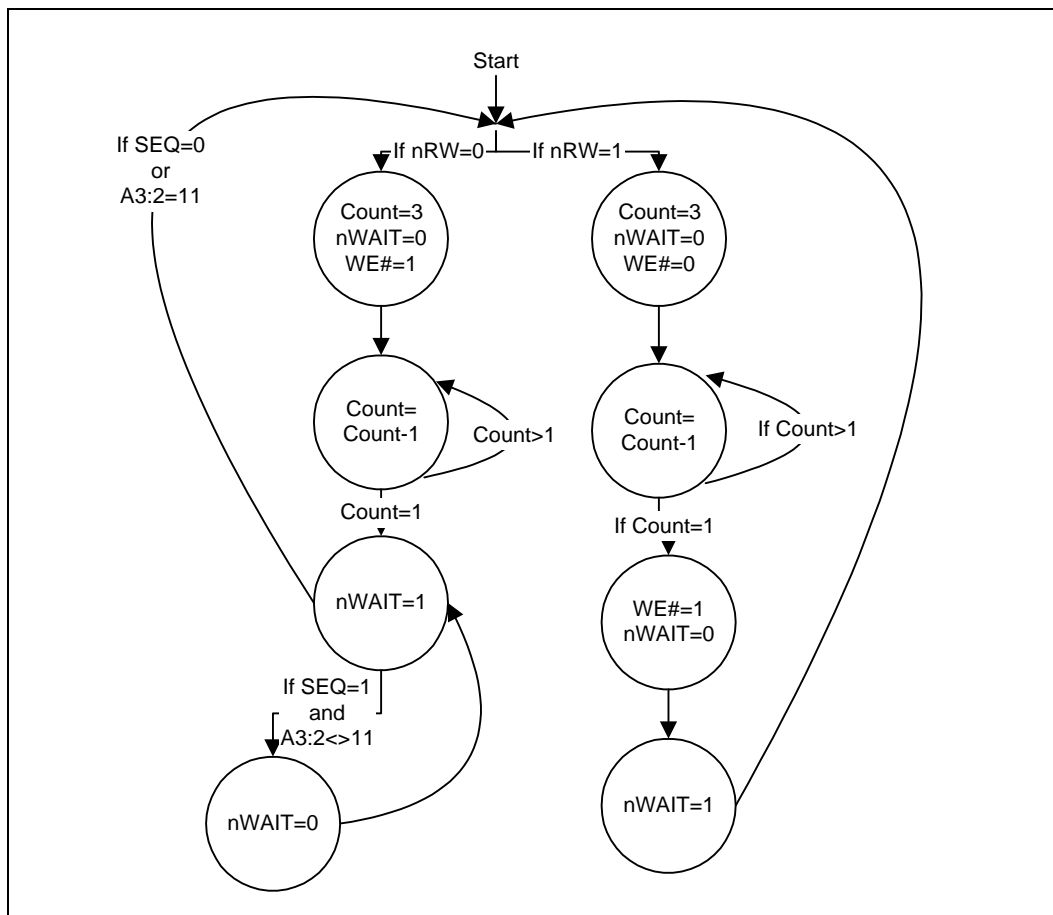 Start
If SEQ=0
or
A3:2=11
If nRW=0
If nRW=1
Count=3
nWAIT=0
WE#=1
Count=3
nWAIT=0
WE#=0
Count=
Count-1
Count>1
Count=
Count-1
If Count>1
Count=1
If Count=1
nWAIT=1
WE#=1
nWAIT=0
If SEQ=1
and
A3:2<>11
nWAIT=0
nWAIT=1